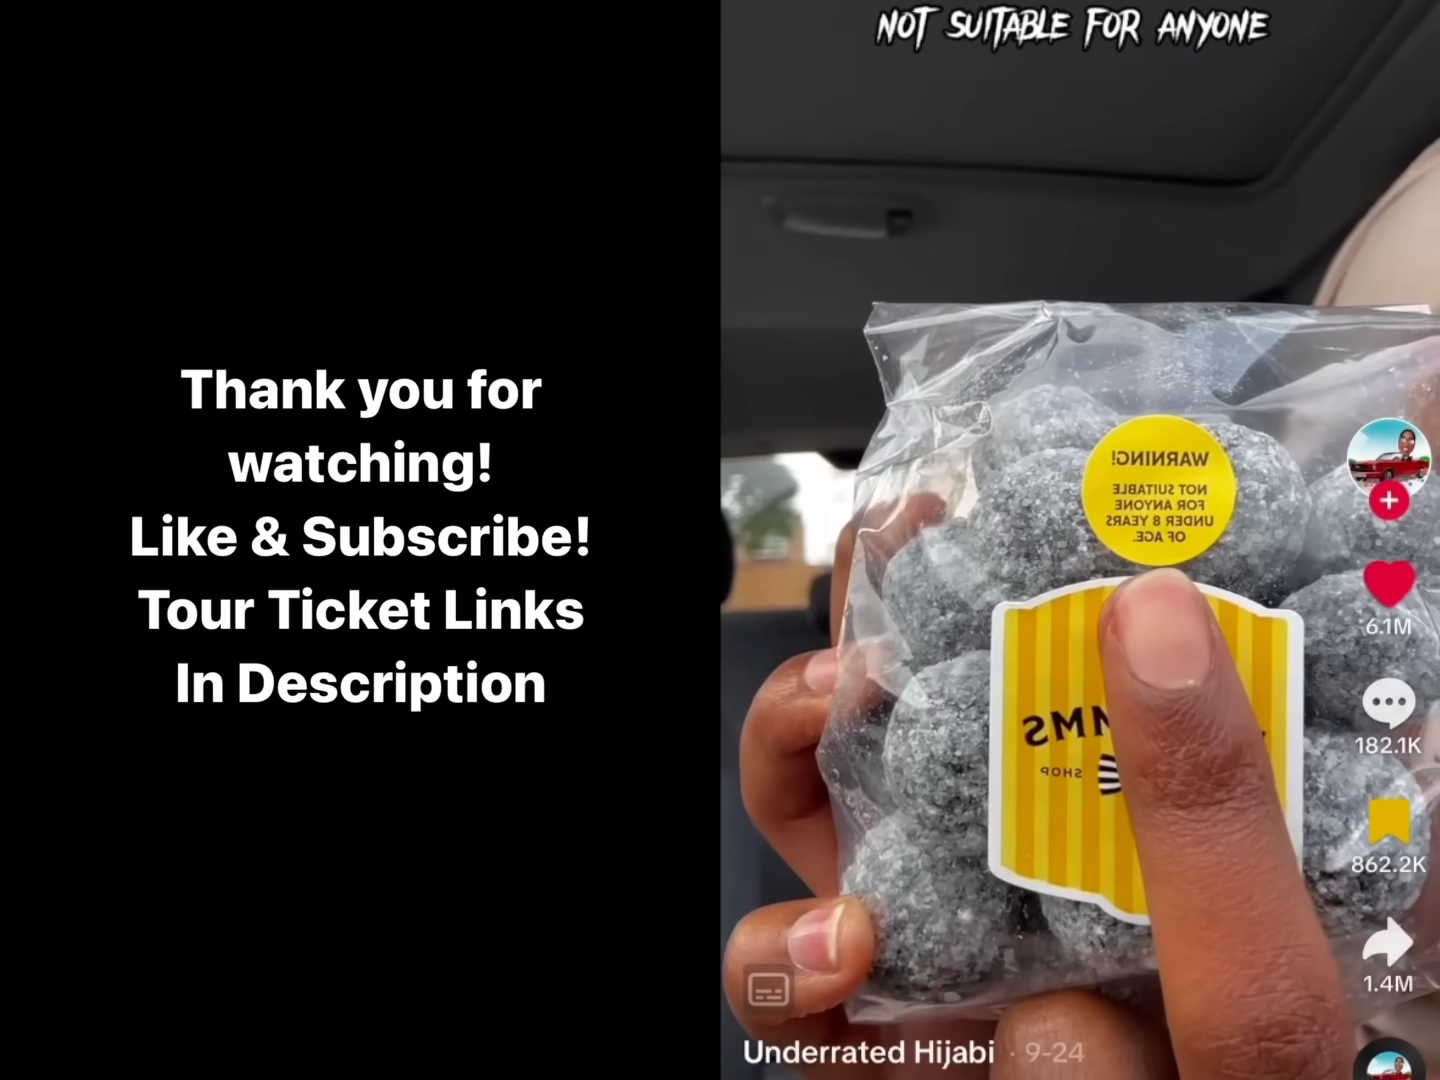 Thank you for
watching!
Like & Subscribe!
Tour Ticket Links
In Description
NOT SUITABLE FOR ANYONE
WARNING!
NOT SUITABLE
FOR ANYONE
UNDER 8 YEARS
OF AGE.
SHOP
6.1M
182.1K
862.2K
1.4M
Underrated Hijabi · 9-24